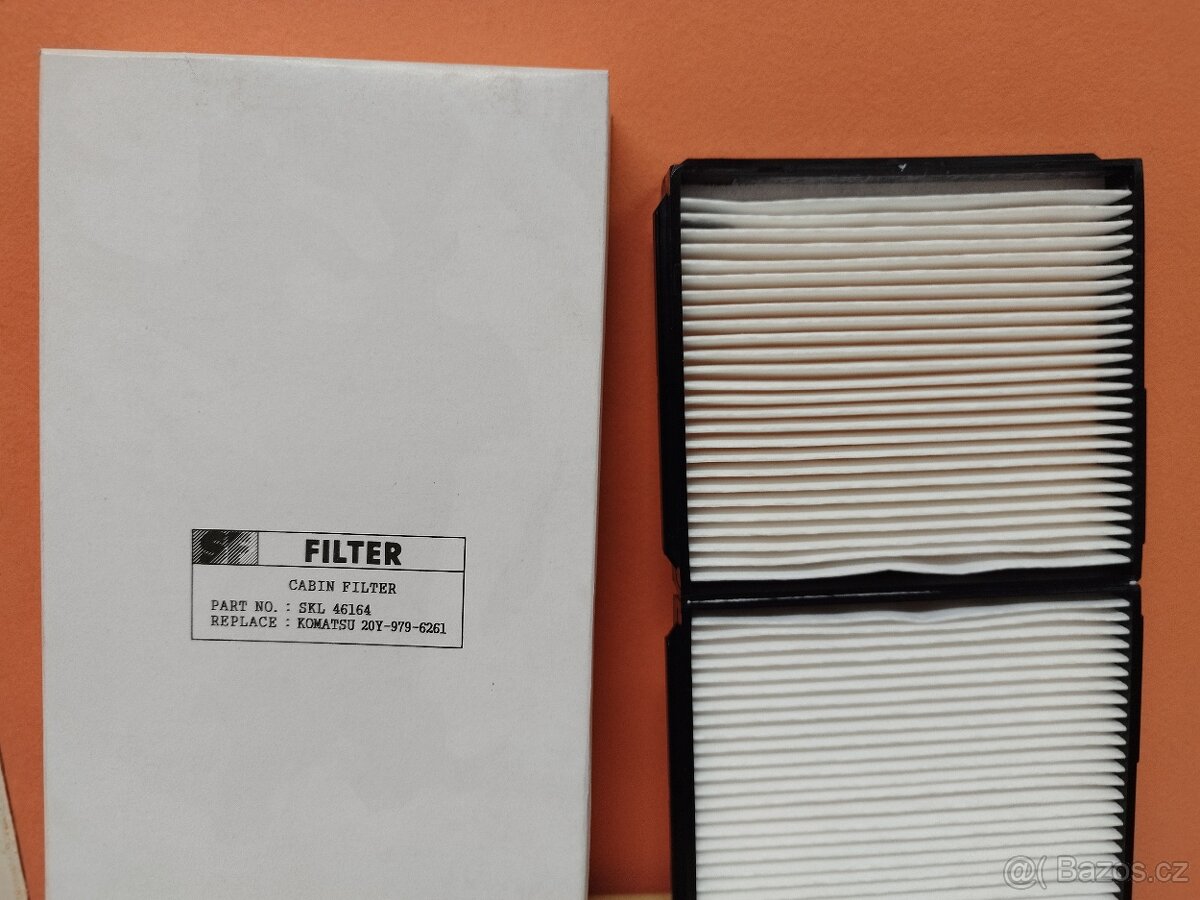 SF FILTER
CABIN FILTER
PART NO. : SKL 46164
REPLACE : KOMATSU 20Y-979-6261
@( Bazos.cz